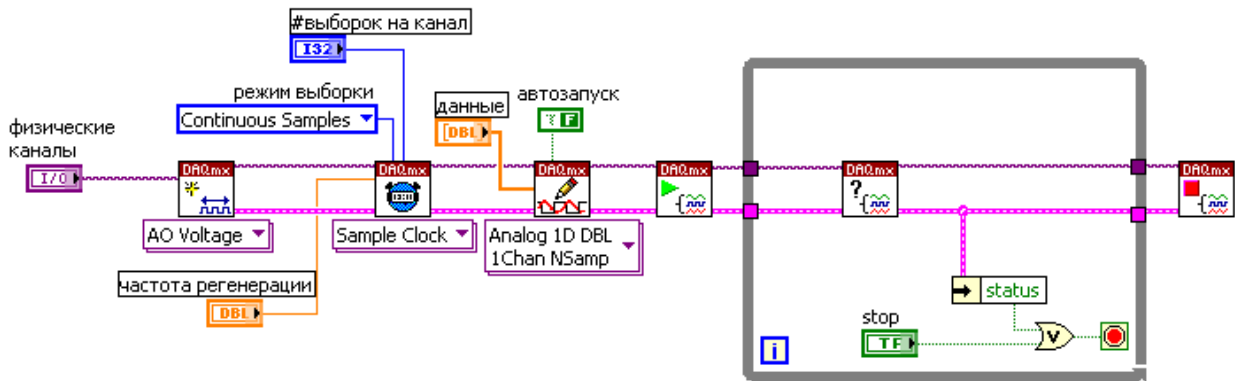 #выборок на канал
I32
режим выборки
Continuous Samples
данные
[DBL]
автозапуск
F
физические
каналы
I/O
DAQmx
DAQmx
DAQmx
DAQmx
DAQmx
DAQmx
AO Voltage
Sample Clock
Analog 1D DBL
1Chan NSamp
частота регенерации
DBL
status
stop
TF
V
i